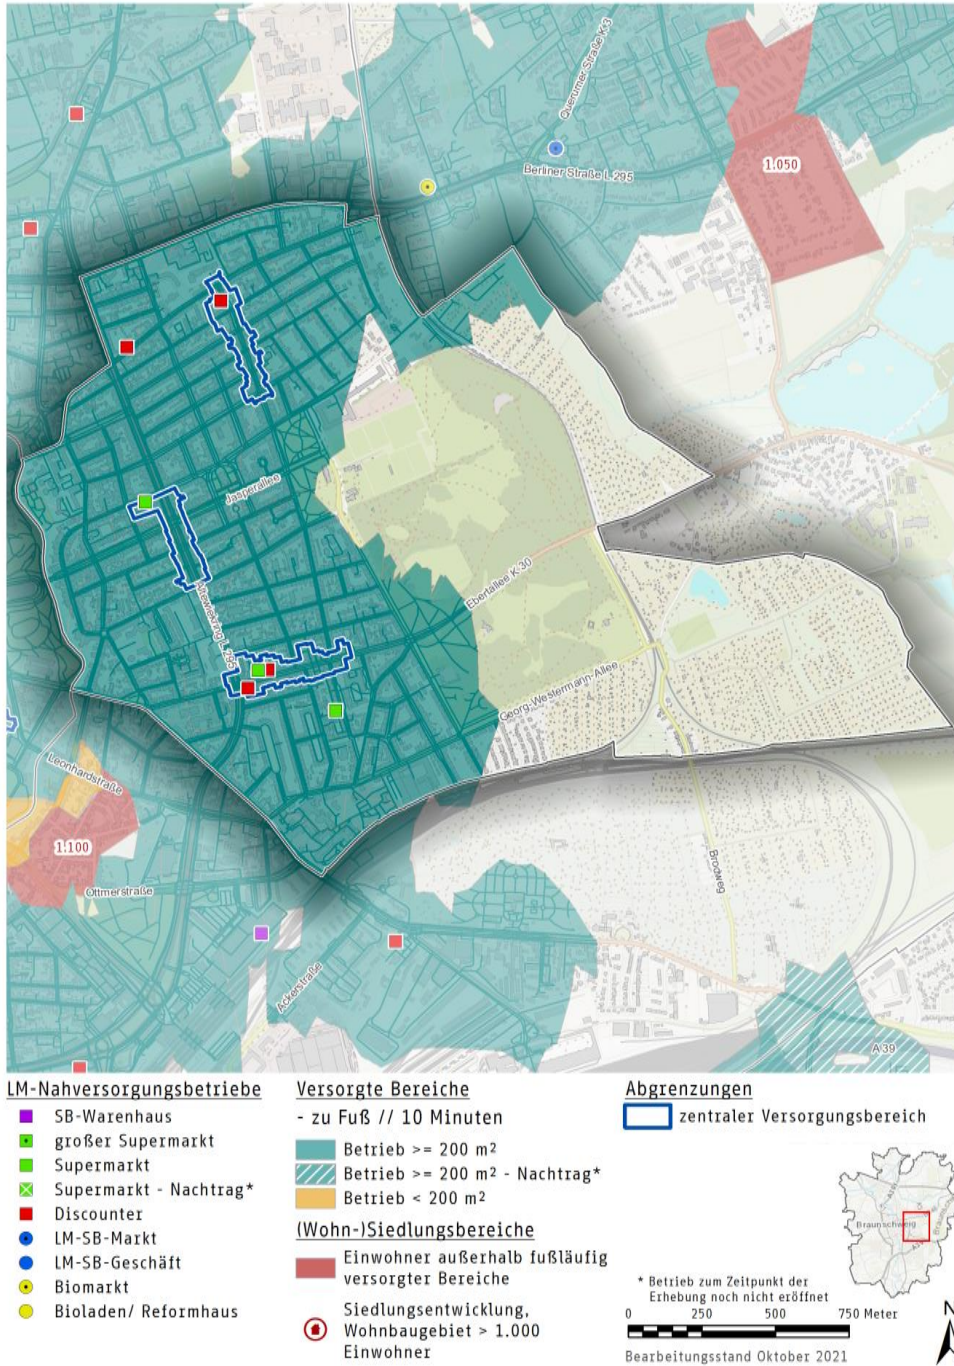 Querumer Straße K 3
Berliner Straße L 295
1.050
Jasperallee
Ebertallee K 30
Altewiekring L 295
Georg-Westermann-Allee
Leonhardstraße
1.100
Ottmerstraße
Brodweg
Ackerstraße
A 39
LM-Nahversorgungsbetriebe
SB-Warenhaus
großer Supermarkt
Supermarkt
Supermarkt - Nachtrag*
Discounter
LM-SB-Markt
LM-SB-Geschäft
Biomarkt
Bioladen/ Reformhaus
Versorgte Bereiche
- zu Fuß // 10 Minuten
Betrieb >= 200 m²
Betrieb >= 200 m² - Nachtrag*
Betrieb < 200 m²
(Wohn-)Siedlungsbereiche
Einwohner außerhalb fußläufig
versorgter Bereiche
Siedlungsentwicklung,
Wohnbaugebiet > 1.000
Einwohner
Abgrenzungen
zentraler Versorgungsbereich
Braunschweig
* Betrieb zum Zeitpunkt der
Erhebung noch nicht eröffnet
0 250 500 750 Meter
N
Bearbeitungsstand Oktober 2021